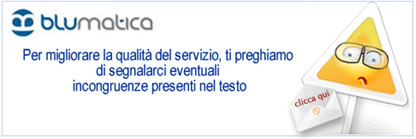 blumatica
Per migliorare la qualità del servizio, ti preghiamo
di segnalarci eventuali
incongruenze presenti nel testo
clicca qui